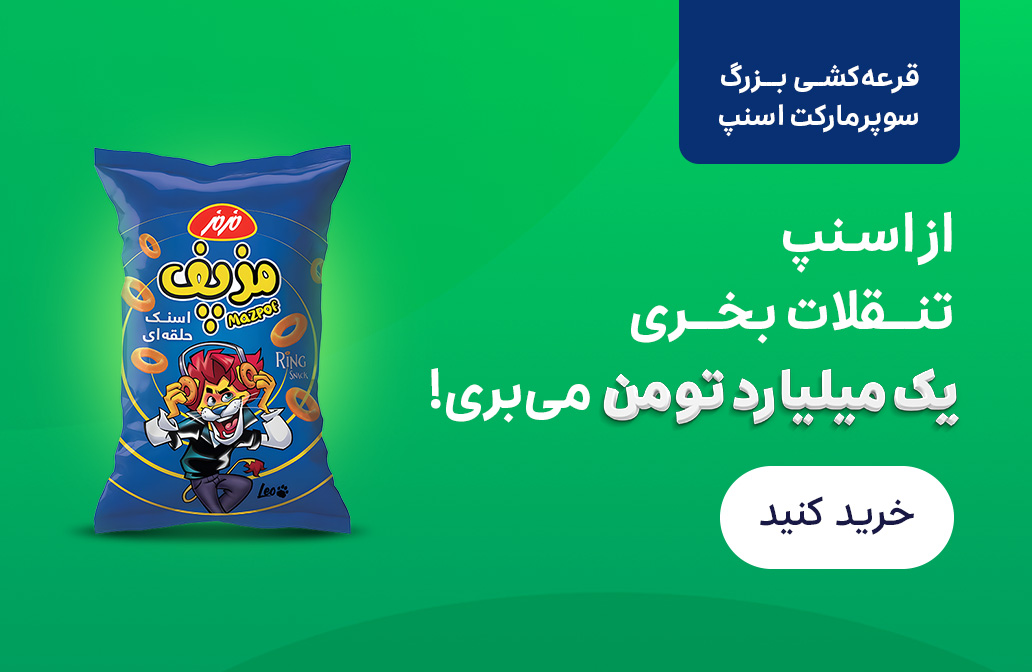 قرعه‌کشی بزرگ
سوپرمارکت اسنپ
از اسنپ
تنقلات بخری
یک میلیارد تومن می‌بری!
خرید کنید
مزمز
مزپف
Mazpof
اسنک
حلقه‌ای
RING
SNACK
Leo